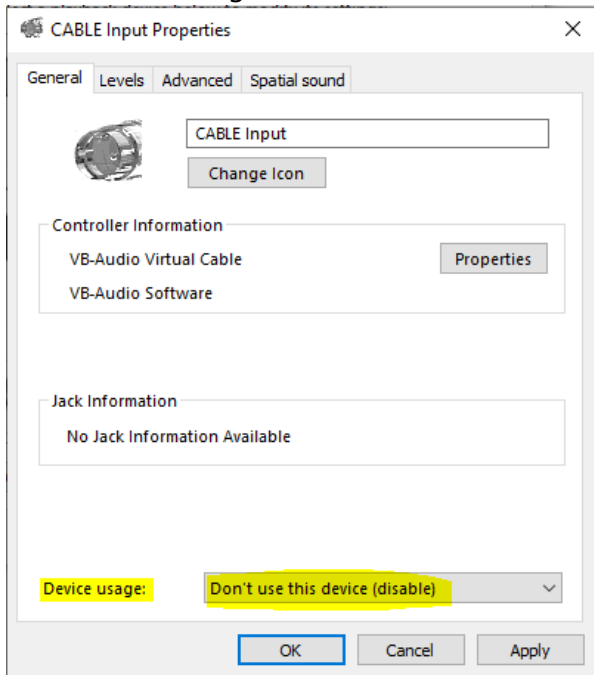 CABLE Input Properties
General Levels Advanced Spatial sound
CABLE Input
Change Icon
Controller Information
VB-Audio Virtual Cable
Properties
VB-Audio Software
Jack Information
No Jack Information Available
Device usage:
Don't use this device (disable)
OK Cancel Apply